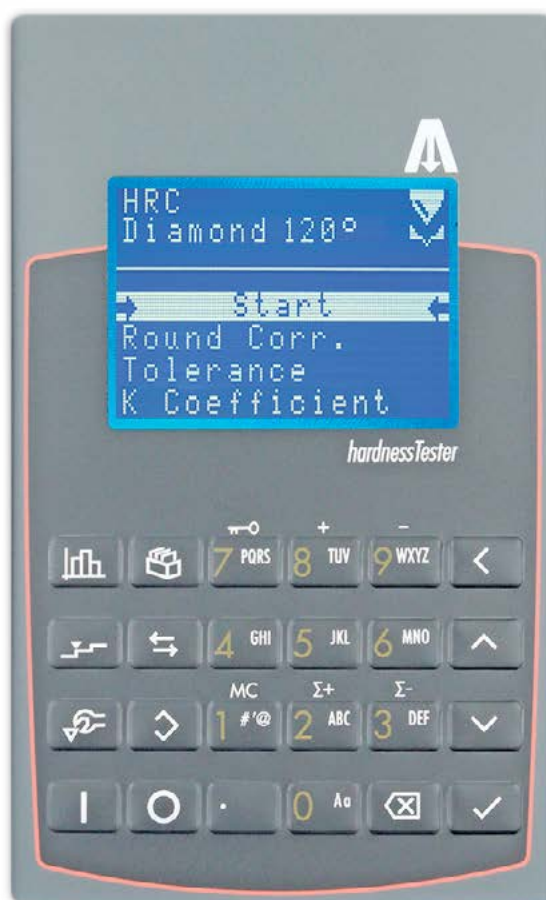 HRC
Diamond 120°
Start
Round Corr.
Tolerance
K Coefficient
hardnessTester
+ -
7 PQRS 8 TUV 9 WXYZ
4 GHI 5 JKL 6 MNO
MC Σ+ Σ-
1 #'@ 2 ABC 3 DEF
. 0 Aa